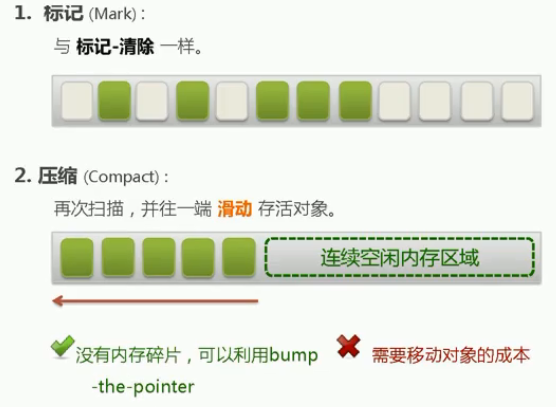 1. 标记 (Mark) :
与 标记-清除 一样。
2. 压缩 (Compact) :
再次扫描，并往一端 滑动 存活对象。
连续空闲内存区域
没有内存碎片，可以利用bump
-the-pointer
需要移动对象的成本